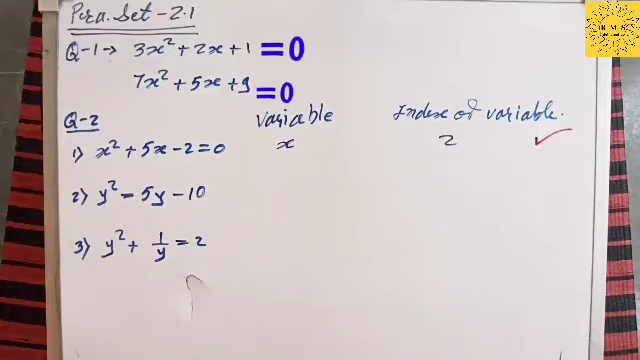 Pra. Set - 2.1
Q-1 → 3x² + 2x + 1 = 0
7x² + 5x + 9 = 0
Q-2 variable Index of variable.
1) x² + 5x - 2 = 0 x 2 ✓
2) y² = 5y - 10
3) y² + 1/y = 2